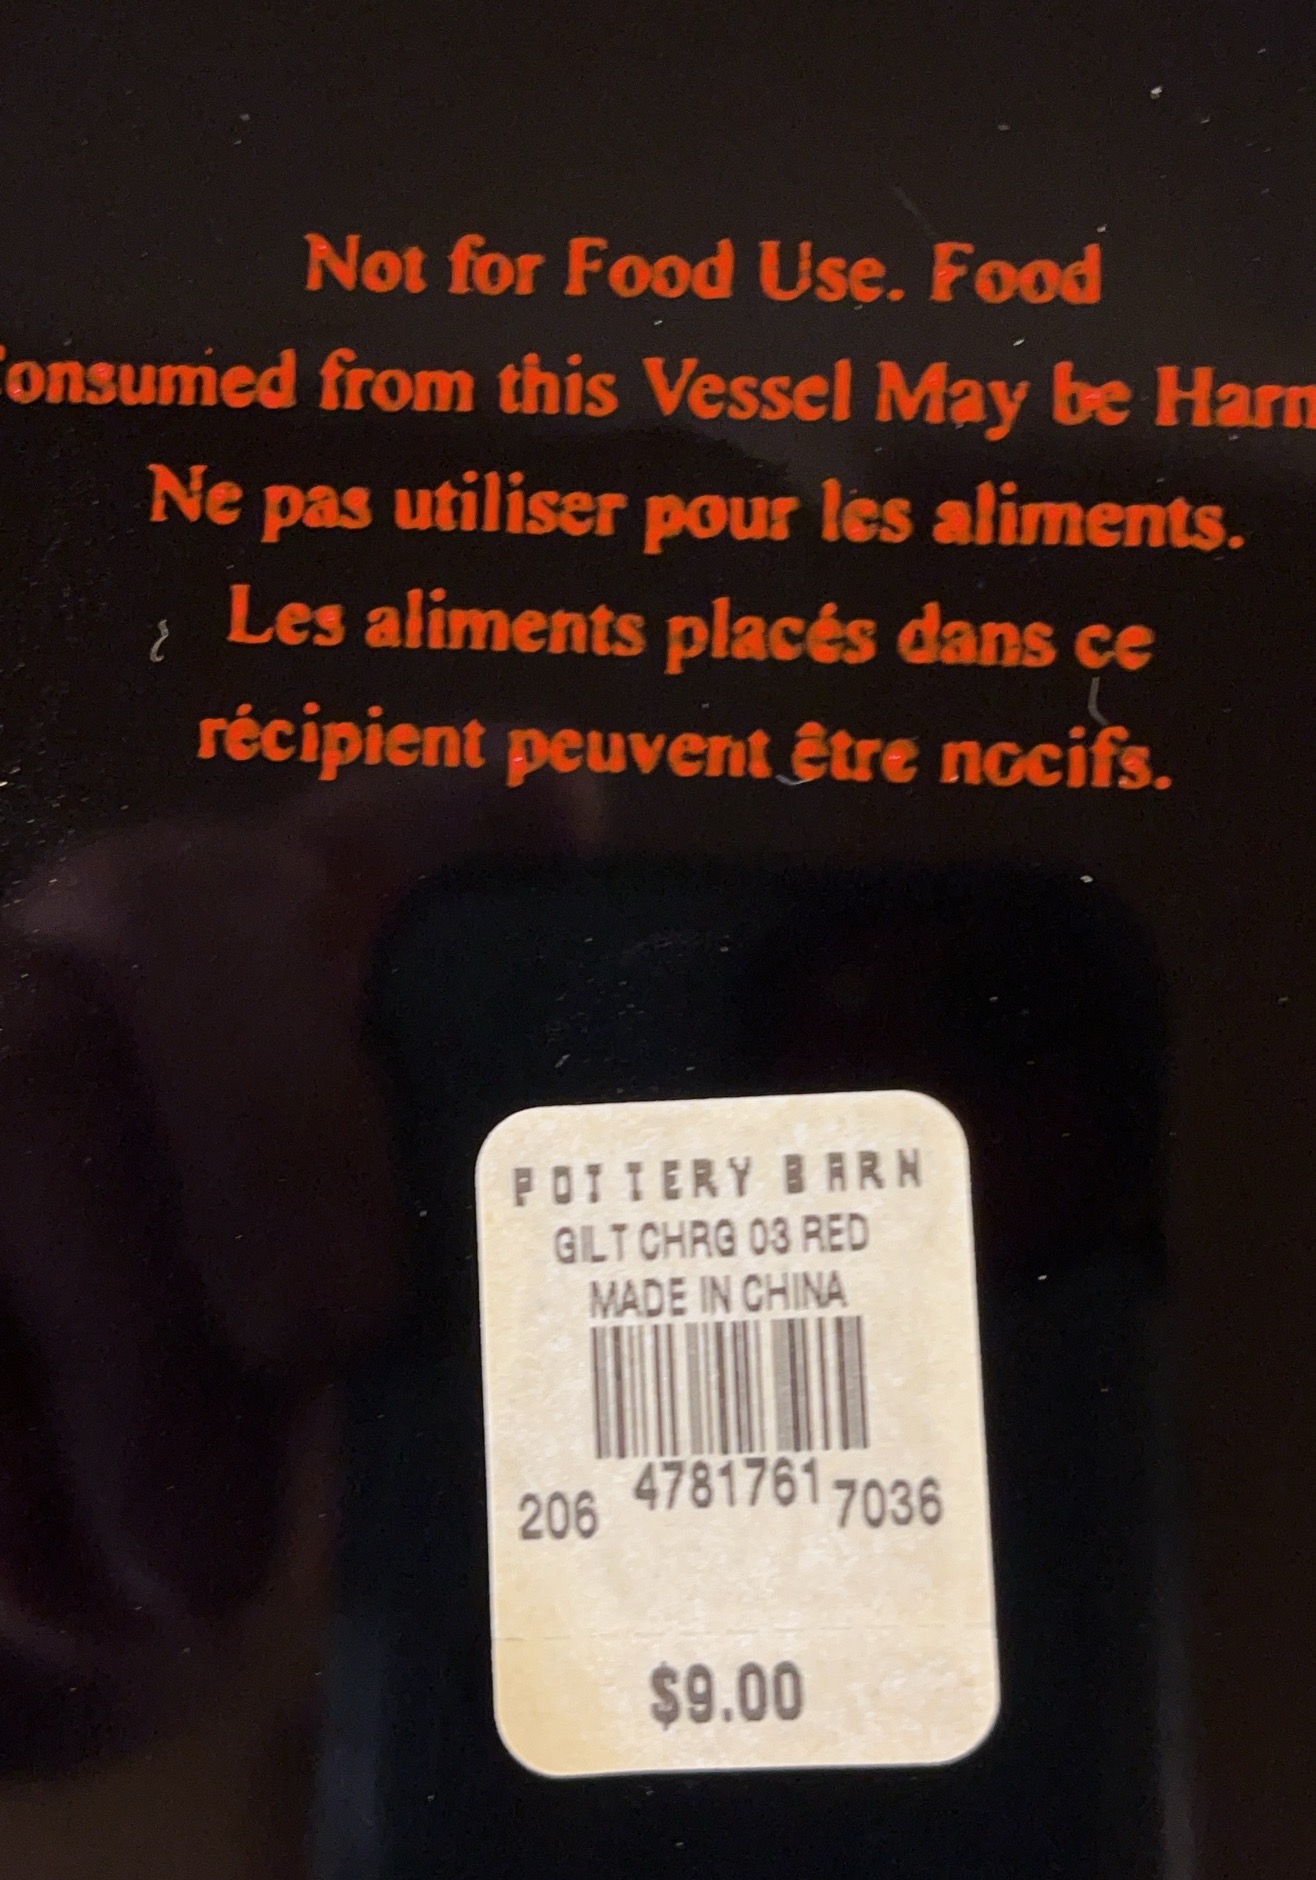 Not for Food Use. Food
onsumed from this Vessel May be Harm
Ne pas utiliser pour les aliments.
Les aliments placés dans ce
récipient peuvent être nocifs.
POTTERY BARN
GILT CHRG 03 RED
MADE IN CHINA
206 4781761 7036
$9.00